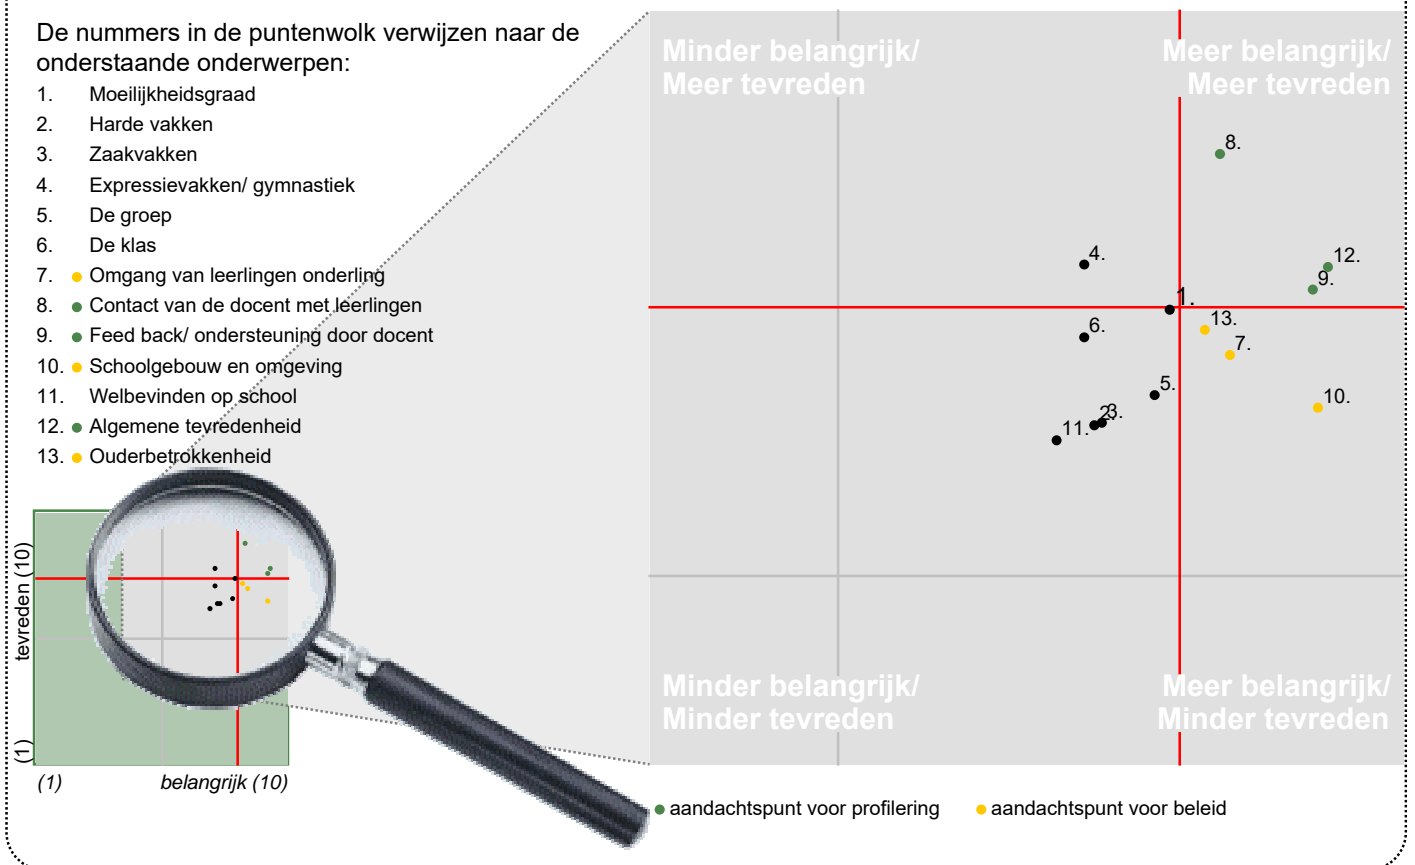 De nummers in de puntenwolk verwijzen naar de
onderstaande onderwerpen:
1. Moeilijkheidsgraad
2. Harde vakken
3. Zaakvakken
4. Expressievakken/ gymnastiek
5. De groep
6. De klas
7. Omgang van leerlingen onderling
8. Contact van de docent met leerlingen
9. Feed back/ ondersteuning door docent
10. Schoolgebouw en omgeving
11. Welbevinden op school
12. Algemene tevredenheid
13. Ouderbetrokkenheid
tevreden (10)
(1)
(1)
belangrijk (10)
Minder belangrijk/
Meer tevreden
Meer belangrijk/
Meer tevreden
8.
4.
12.
9.
1.
13.
6.
7.
5.
10.
2.
3.
11.
Minder belangrijk/
Minder tevreden
Meer belangrijk/
Minder tevreden
aandachtspunt voor profilering
aandachtspunt voor beleid